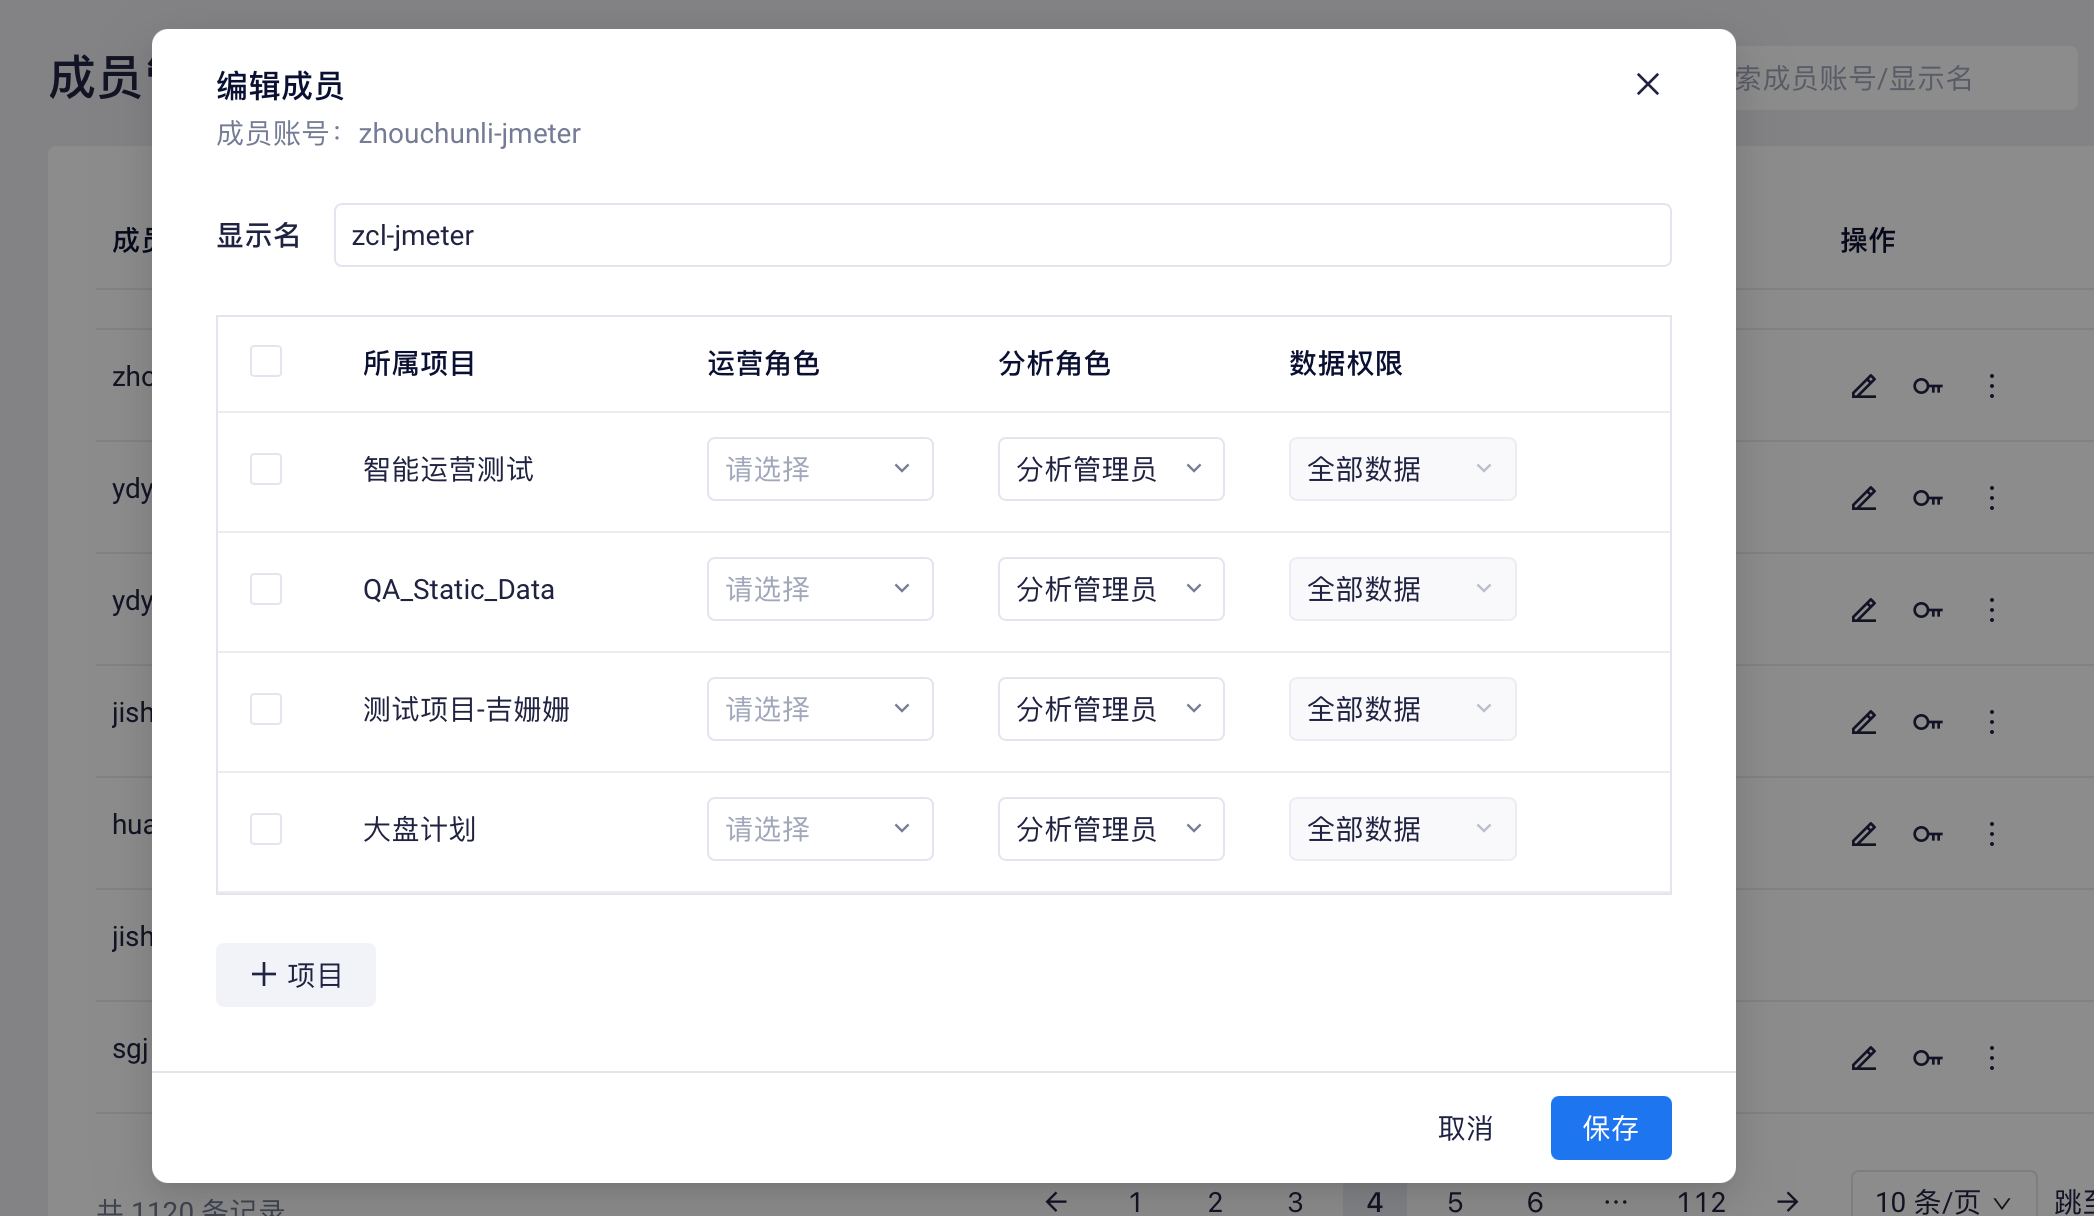 成员
索成员账号/显示名
编辑成员
成员账号：zhouchunli-jmeter
显示名 zcl-jmeter
成员 操作
所属项目 运营角色 分析角色 数据权限
zho
智能运营测试 请选择 分析管理员 全部数据
ydy
QA_Static_Data 请选择 分析管理员 全部数据
ydy
测试项目-吉姗姗 请选择 分析管理员 全部数据
jish
大盘计划 请选择 分析管理员 全部数据
hua
jish
项目
sgj
取消 保存
共 1120 条记录 1 2 3 4 5 6 ··· 112 10 条/页 跳至